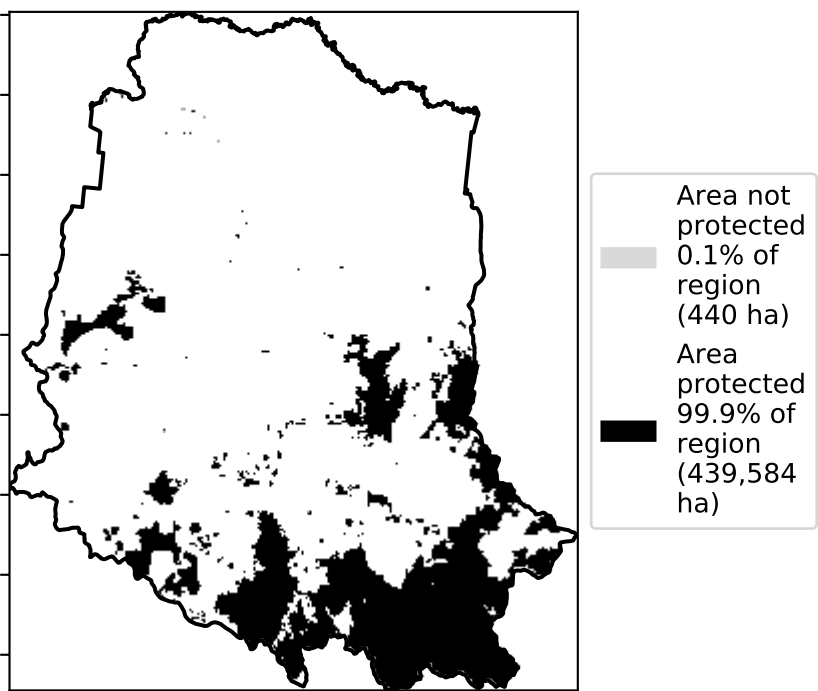 Area not
protected
0.1% of
region
(440 ha)
Area
protected
99.9% of
region
(439,584
ha)